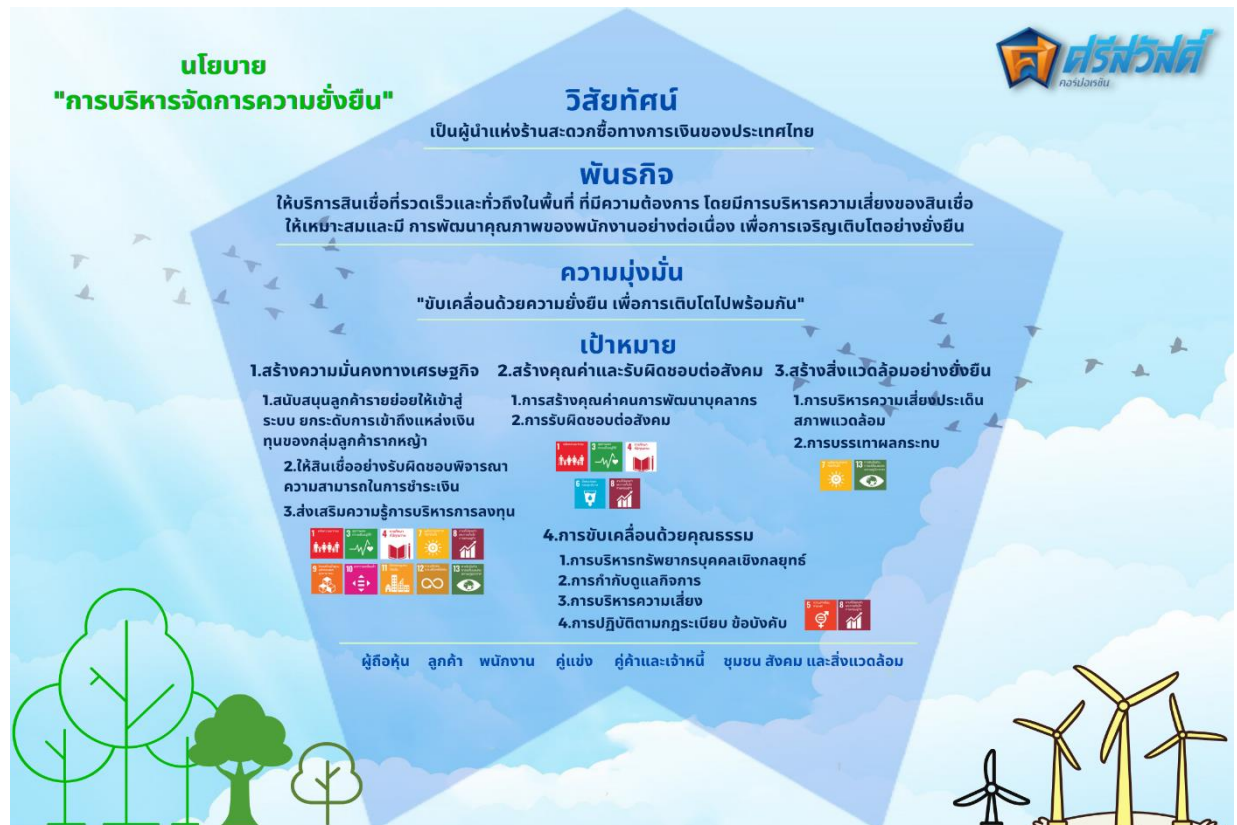 นโยบาย
"การบริหารจัดการความยั่งยืน"
ศรีสวัสดิ์
คอร์ปอเรชัน
วิสัยทัศน์
เป็นผู้นำแห่งร้านสะดวกซื้อทางการเงินของประเทศไทย
พันธกิจ
ให้บริการสินเชื่อที่รวดเร็วและทั่วถึงในพื้นที่ ที่มีความต้องการ โดยมีการบริหารความเสี่ยงของสินเชื่อ
ให้เหมาะสมและมี การพัฒนาคุณภาพของพนักงานอย่างต่อเนื่อง เพื่อการเจริญเติบโตอย่างยั่งยืน
ความมุ่งมั่น
"ขับเคลื่อนด้วยความยั่งยืน เพื่อการเติบโตไปพร้อมกัน"
เป้าหมาย
1.สร้างความมั่นคงทางเศรษฐกิจ
1.สนับสนุนลูกค้ารายย่อยให้เข้าสู่
ระบบ ยกระดับการเข้าถึงแหล่งเงิน
ทุนของกลุ่มลูกค้ารากหญ้า
2.ให้สินเชื่ออย่างรับผิดชอบพิจารณา
ความสามารถในการชำระเงิน
3.ส่งเสริมความรู้การบริหารการลงทุน
1 3 4 7 8
9 10 11 12 13
2.สร้างคุณค่าและรับผิดชอบต่อสังคม
1.การสร้างคุณค่าคนการพัฒนาบุคลากร
2.การรับผิดชอบต่อสังคม
1 3 4
6 8
3.สร้างสิ่งแวดล้อมอย่างยั่งยืน
1.การบริหารความเสี่ยงประเด็น
สภาพแวดล้อม
2.การบรรเทาผลกระทบ
7 13
4.การขับเคลื่อนด้วยคุณธรรม
1.การบริหารทรัพยากรบุคคลเชิงกลยุทธ์
2.การกำกับดูแลกิจการ
3.การบริหารความเสี่ยง
4.การปฏิบัติตามกฎระเบียบ ข้อบังคับ
5 8
ผู้ถือหุ้น ลูกค้า พนักงาน คู่แข่ง คู่ค้าและเจ้าหนี้ ชุมชน สังคม และสิ่งแวดล้อม